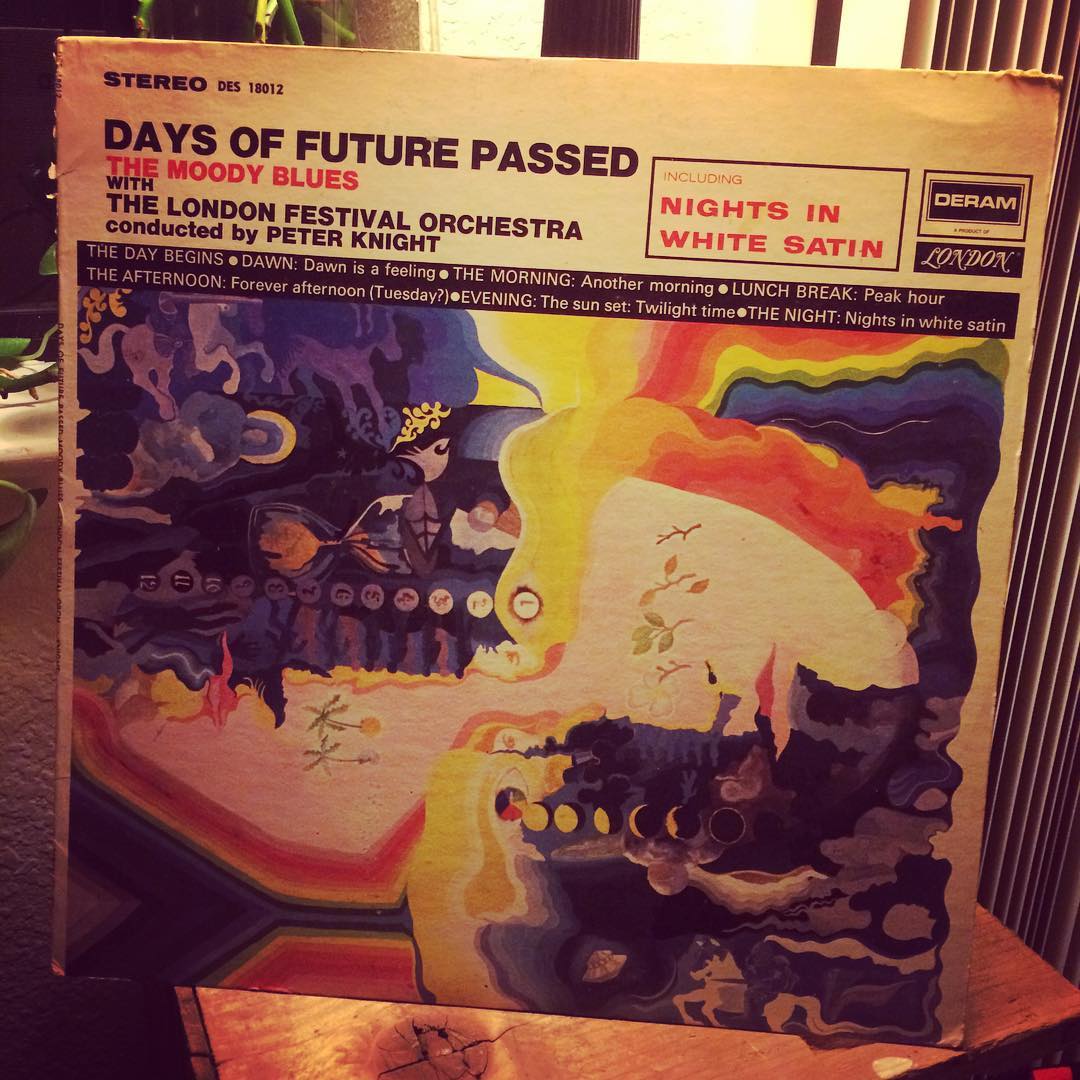 STEREO DES 18012
DAYS OF FUTURE PASSED
THE MOODY BLUES
WITH
THE LONDON FESTIVAL ORCHESTRA
conducted by PETER KNIGHT
INCLUDING
NIGHTS IN
WHITE SATIN
DERAM
A PRODUCT OF
LONDON
THE DAY BEGINS ● DAWN: Dawn is a feeling ● THE MORNING: Another morning ● LUNCH BREAK: Peak hour
THE AFTERNOON: Forever afternoon (Tuesday?) ● EVENING: The sun set: Twilight time ● THE NIGHT: Nights in white satin
12 11
1